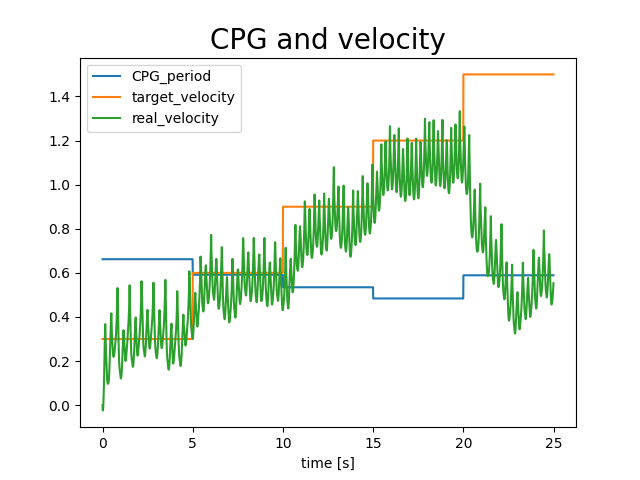 CPG and velocity
CPG_period
target_velocity
real_velocity
1.4
1.2
1.0
0.8
0.6
0.4
0.2
0.0
0 5 10 15 20 25
time [s]